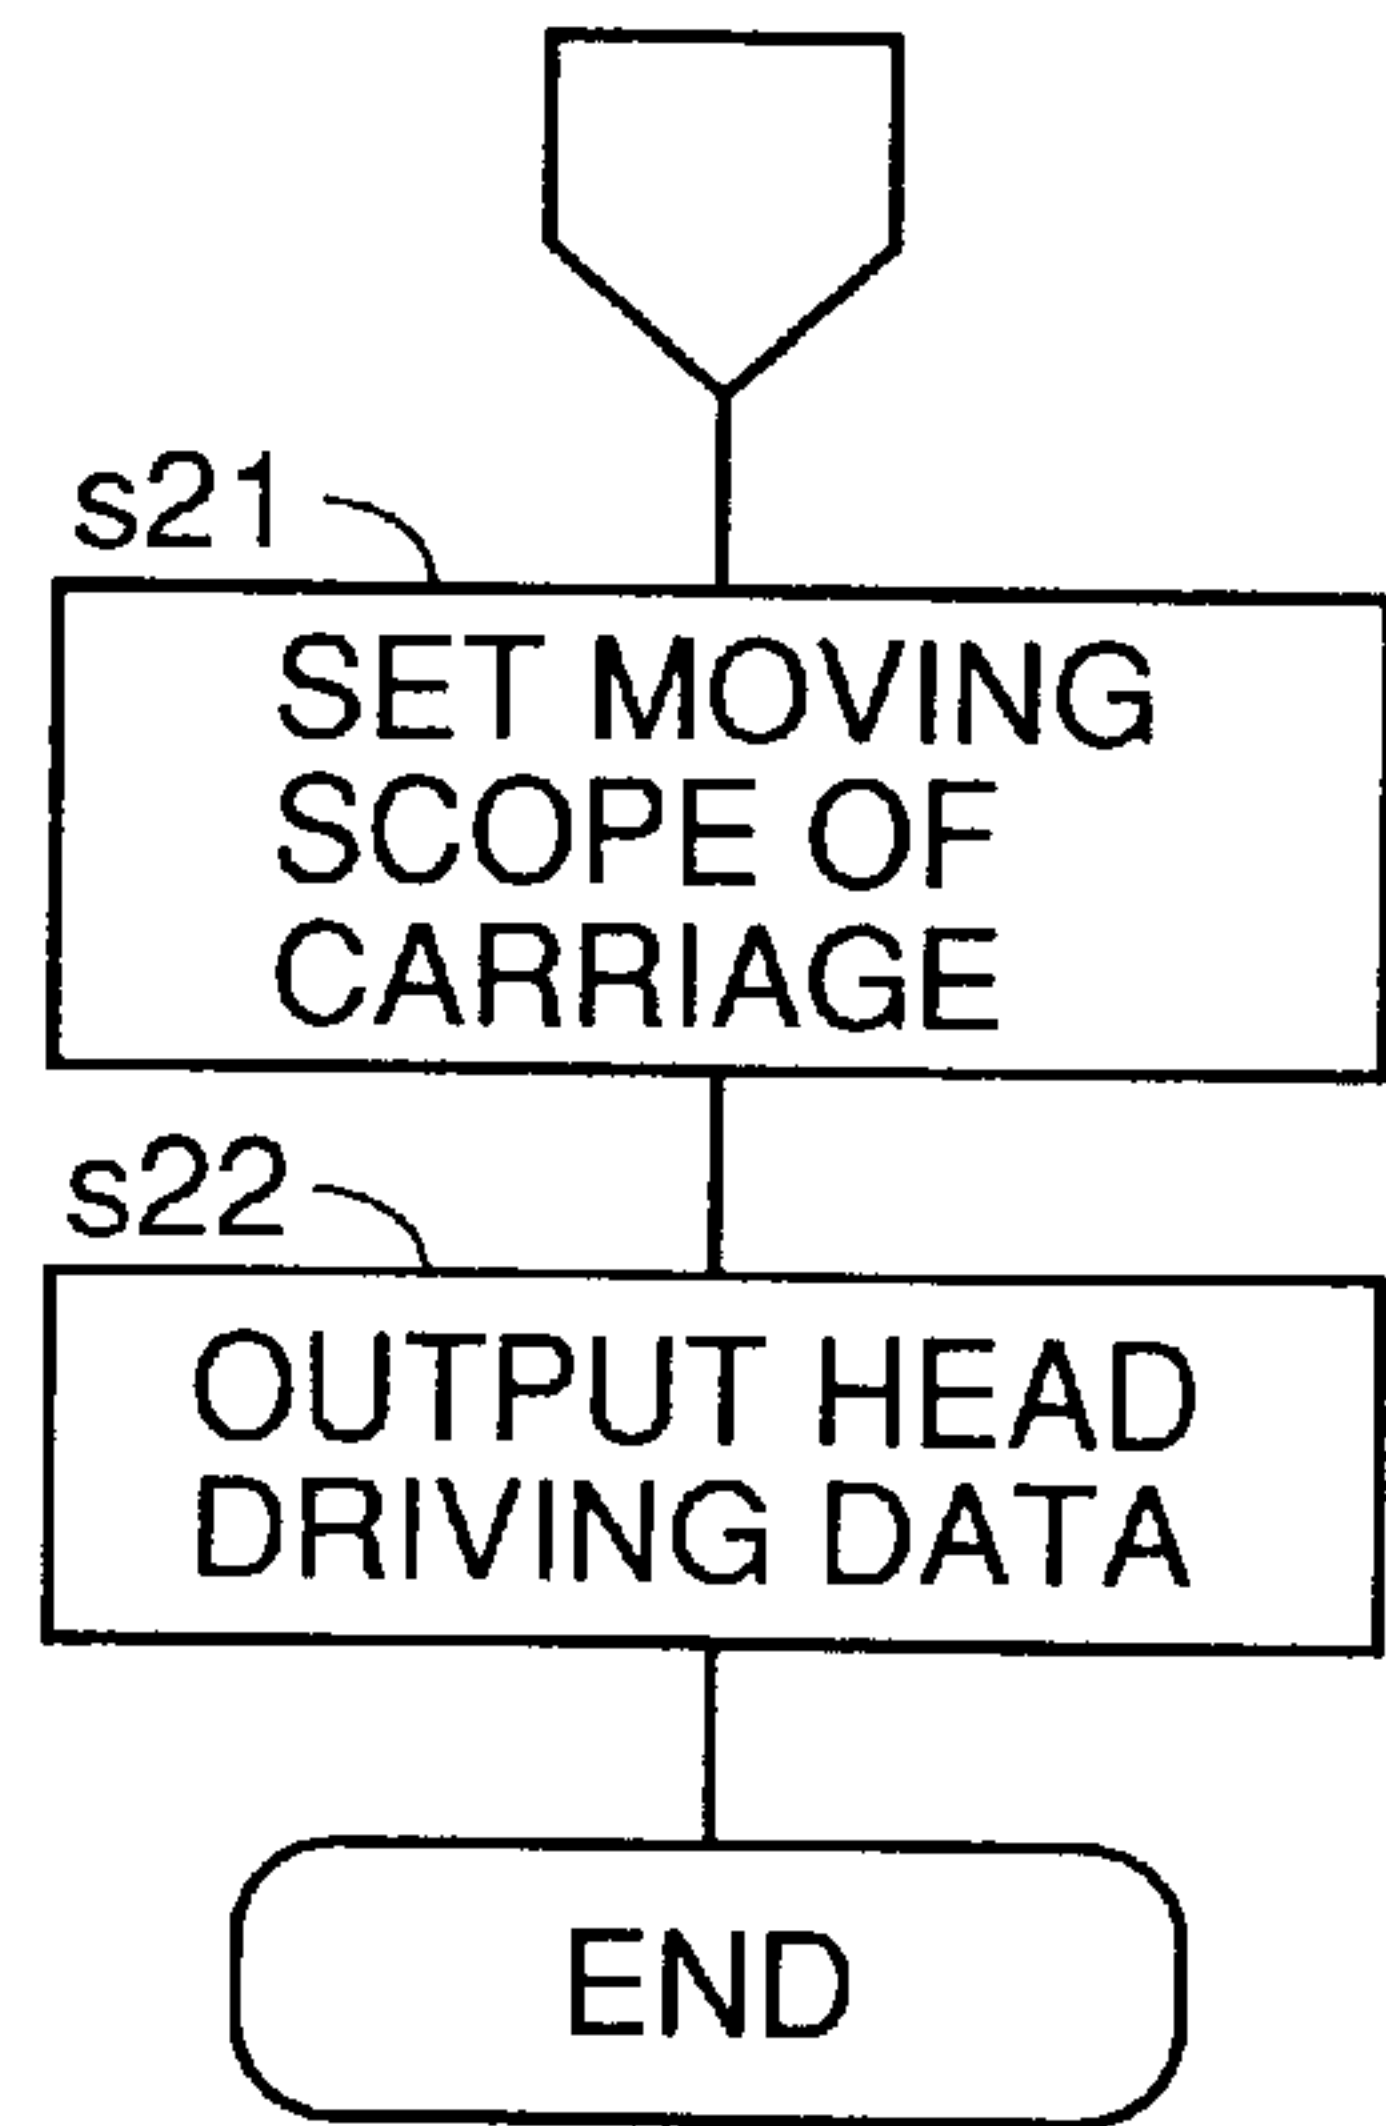 s21
SET MOVING
SCOPE OF
CARRIAGE
s22
OUTPUT HEAD
DRIVING DATA
END